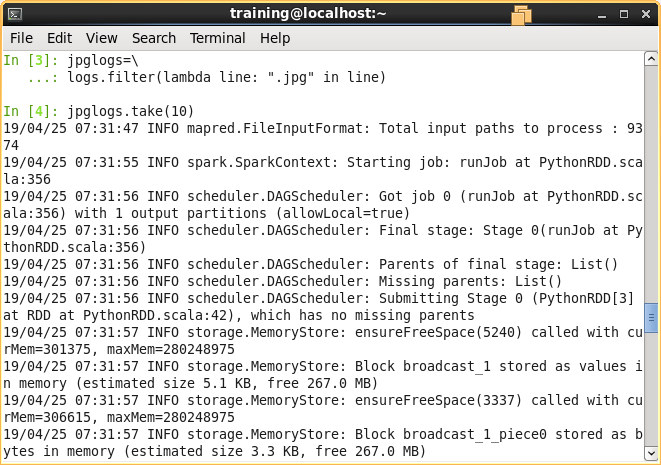 training@localhost:~
File Edit View Search Terminal Help
In [3]: jpglogs=\
   ...: logs.filter(lambda line: ".jpg" in line)
In [4]: jpglogs.take(10)
19/04/25 07:31:47 INFO mapred.FileInputFormat: Total input paths to process : 93
74
19/04/25 07:31:55 INFO spark.SparkContext: Starting job: runJob at PythonRDD.sca
la:356
19/04/25 07:31:56 INFO scheduler.DAGScheduler: Got job 0 (runJob at PythonRDD.sc
ala:356) with 1 output partitions (allowLocal=true)
19/04/25 07:31:56 INFO scheduler.DAGScheduler: Final stage: Stage 0(runJob at Py
thonRDD.scala:356)
19/04/25 07:31:56 INFO scheduler.DAGScheduler: Parents of final stage: List()
19/04/25 07:31:56 INFO scheduler.DAGScheduler: Missing parents: List()
19/04/25 07:31:56 INFO scheduler.DAGScheduler: Submitting Stage 0 (PythonRDD[3]
at RDD at PythonRDD.scala:42), which has no missing parents
19/04/25 07:31:57 INFO storage.MemoryStore: ensureFreeSpace(5240) called with cu
rMem=301375, maxMem=280248975
19/04/25 07:31:57 INFO storage.MemoryStore: Block broadcast_1 stored as values i
n memory (estimated size 5.1 KB, free 267.0 MB)
19/04/25 07:31:57 INFO storage.MemoryStore: ensureFreeSpace(3337) called with cu
rMem=306615, maxMem=280248975
19/04/25 07:31:57 INFO storage.MemoryStore: Block broadcast_1_piece0 stored as b
ytes in memory (estimated size 3.3 KB, free 267.0 MB)